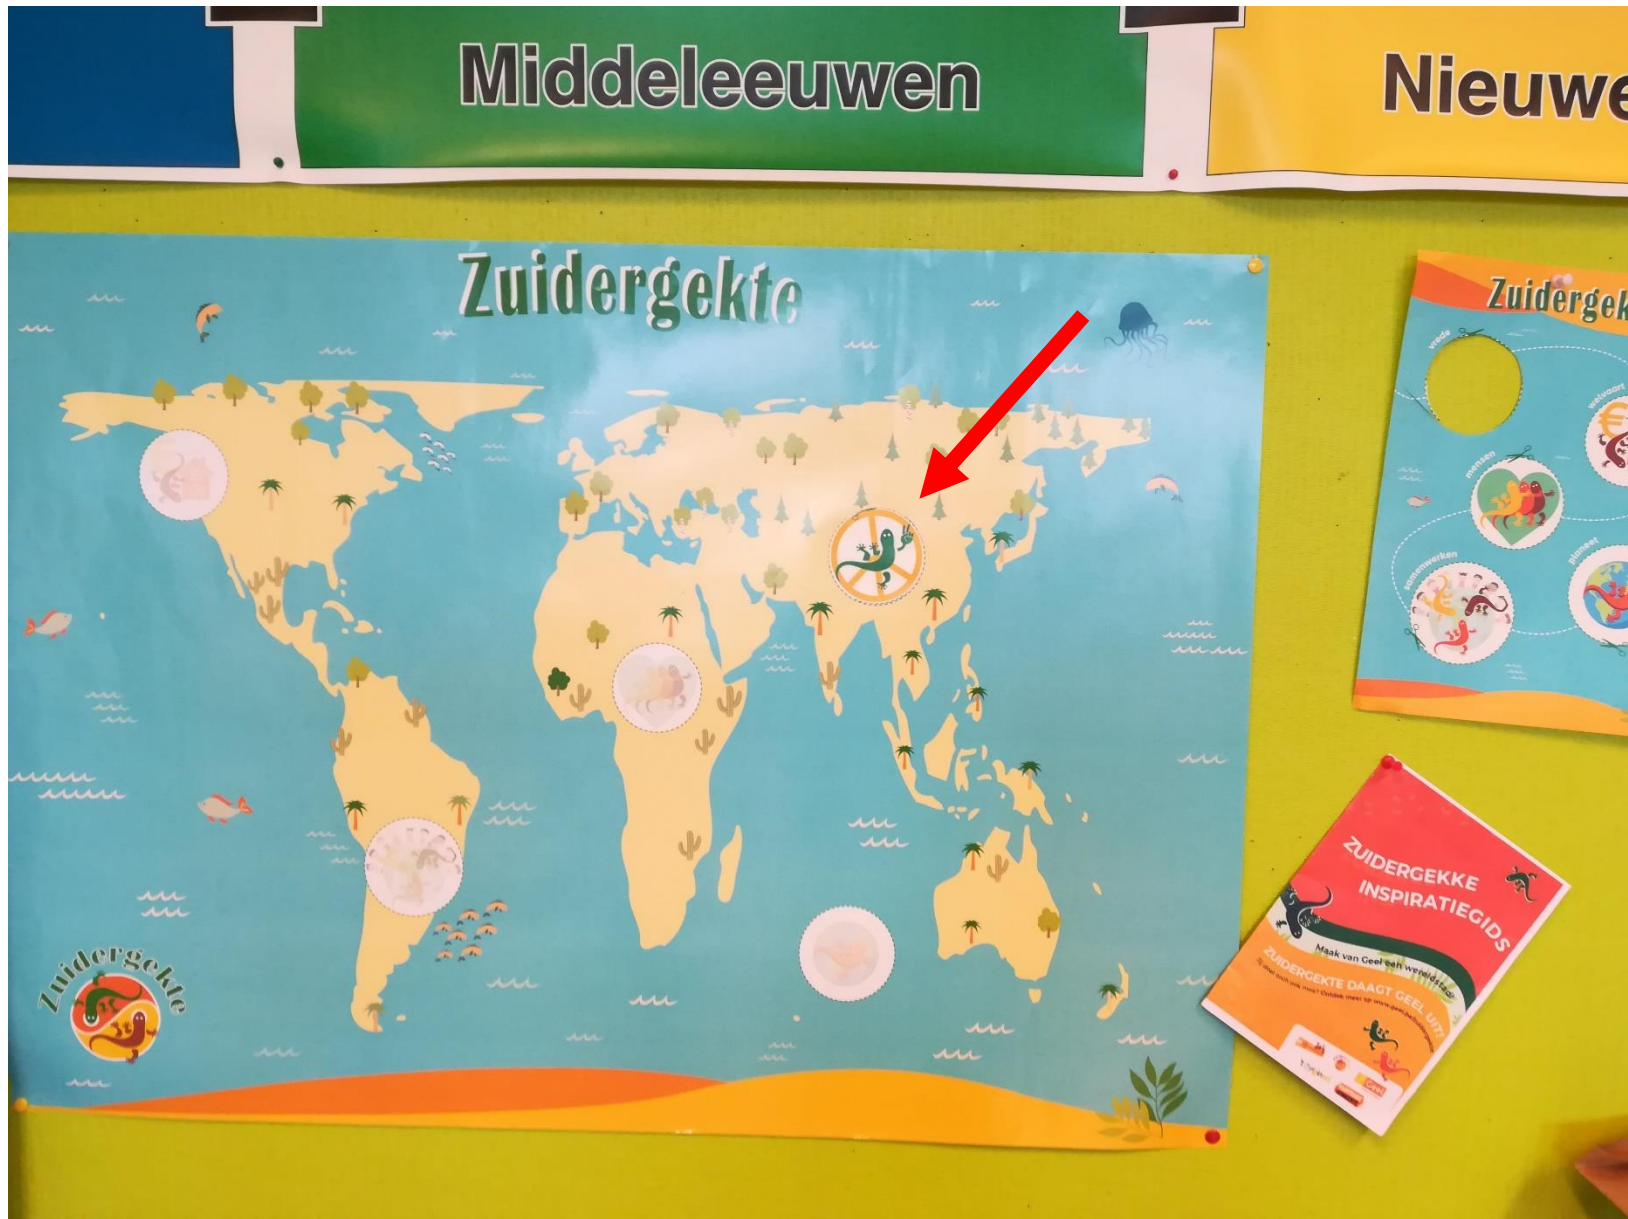 Middeleeuwen
Nieuwe
Zuidergekte
Zuidergek
vrede
welvaart
mensen
samenwerken
planeet
ZUIDERGEKKE
INSPIRATIEGIDS
Maak van Geel een wereldstad!
ZUIDERGEKTE DAAGT GEEL UIT!
Geel
Zuidergekte